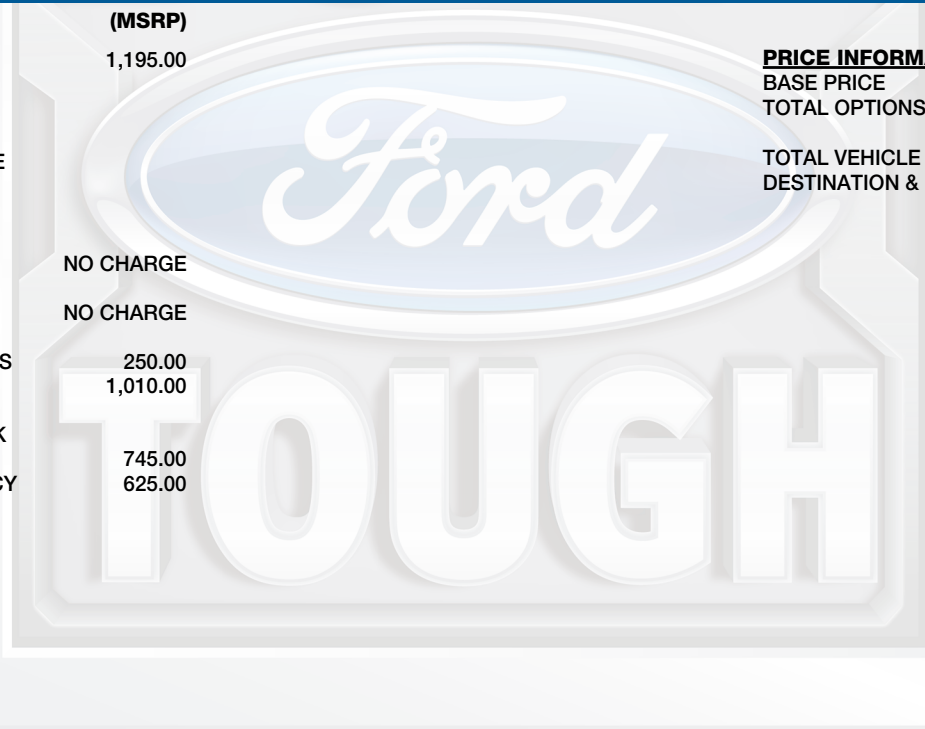 (MSRP)
1,195.00
E
NO CHARGE
NO CHARGE
S 250.00
1,010.00
K
745.00
CY 625.00
PRICE INFORMA
BASE PRICE
TOTAL OPTIONS
TOTAL VEHICLE
DESTINATION &
Ford
TOUGH